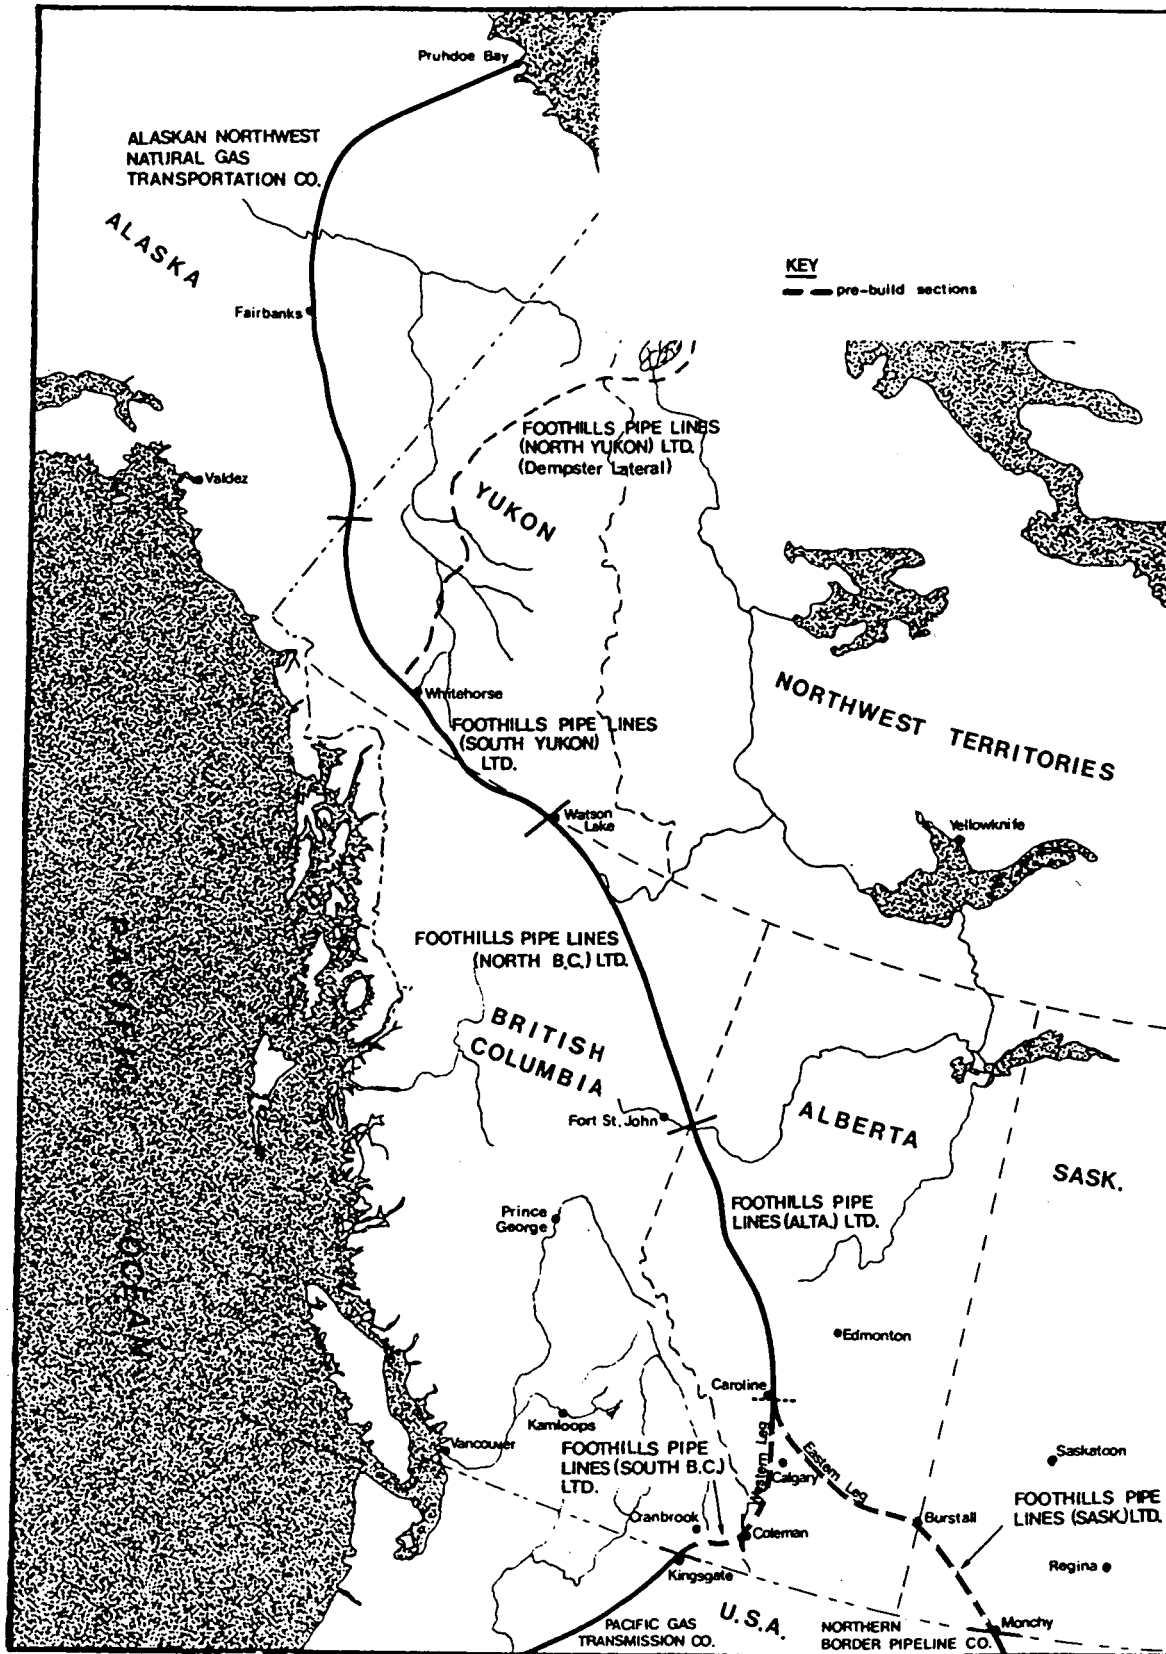 Pruhdoe Bay
ALASKAN NORTHWEST
NATURAL GAS
TRANSPORTATION CO.
ALASKA
KEY
pre-build sections
Fairbanks
FOOTHILLS PIPE LINES
(NORTH YUKON) LTD.
(Dempster Lateral)
Valdez
YUKON
NORTHWEST TERRITORIES
Whitehorse
FOOTHILLS PIPE LINES
(SOUTH YUKON)
LTD.
Watson
Lake
Yellowknife
PACIFIC OCEAN
FOOTHILLS PIPE LINES
(NORTH B.C.) LTD.
BRITISH
COLUMBIA
Fort St. John
ALBERTA
SASK.
FOOTHILLS PIPE
LINES (ALTA.) LTD.
Prince
George
Edmonton
Caroline
Kamloops
Vancouver
Western Leg
Eastern Leg
Calgary
Saskatoon
FOOTHILLS PIPE
LINES (SOUTH B.C.)
LTD.
FOOTHILLS PIPE
LINES (SASK.) LTD.
Cranbrook
Coleman
Burstall
Kingsgate
Regina
U.S.A.
PACIFIC GAS
TRANSMISSION CO.
NORTHERN
BORDER PIPELINE CO.
Monchy